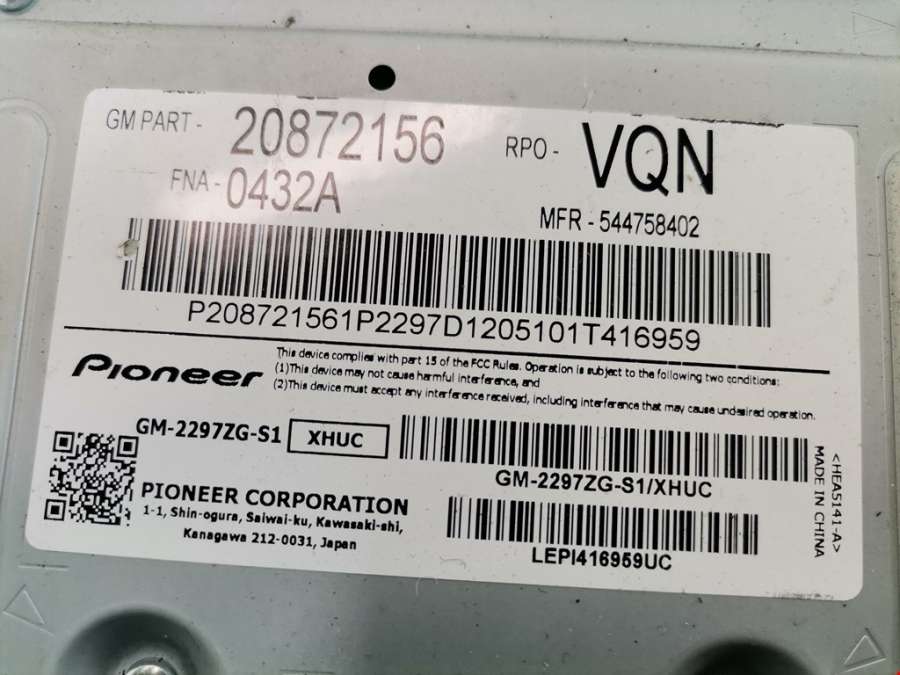 GM PART - 20872156
RPO - VQN
FNA - 0432A
MFR - 544758402
P208721561P2297D1205101T416959
Pioneer
This device complies with part 15 of the FCC Rules. Operation is subject to the following two conditions:
(1)This device may not cause harmful interference, and
(2)This device must accept any interference received, including interference that may cause undesired operation.
GM-2297ZG-S1 XHUC
GM-2297ZG-S1/XHUC
PIONEER CORPORATION
1-1, Shin-ogura, Saiwai-ku, Kawasaki-shi,
Kanagawa 212-0031, Japan
LEPI416959UC
<HEA5141-A>
MADE IN CHINA